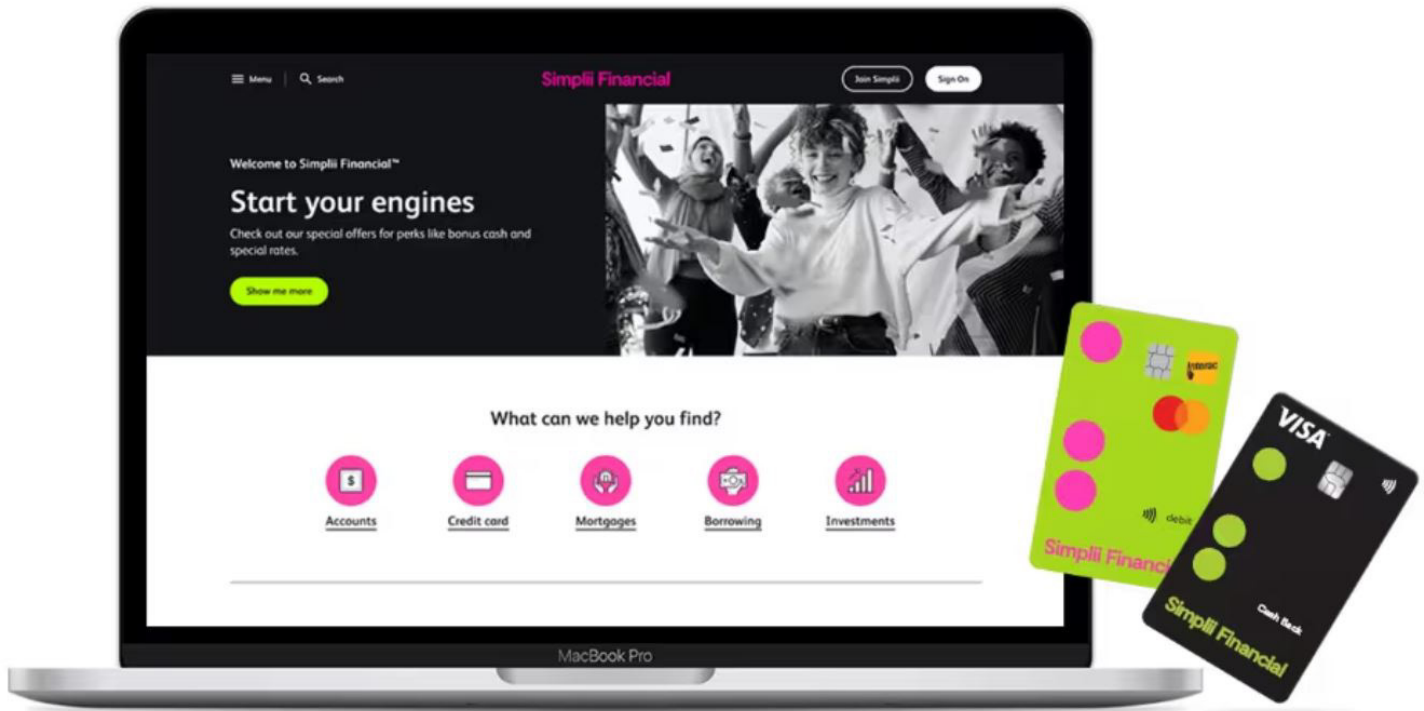 Menu
Search
Simplii Financial
Join Simplii
Sign On
Welcome to Simplii Financial™
Start your engines
Check out our special offers for perks like bonus cash and
special rates.
Show me more
What can we help you find?
$
Accounts
Credit card
Mortgages
Borrowing
Investments
MacBook Pro
Interac
debit
Simplii Financi
VISA
Cash Back
Simplii Financial